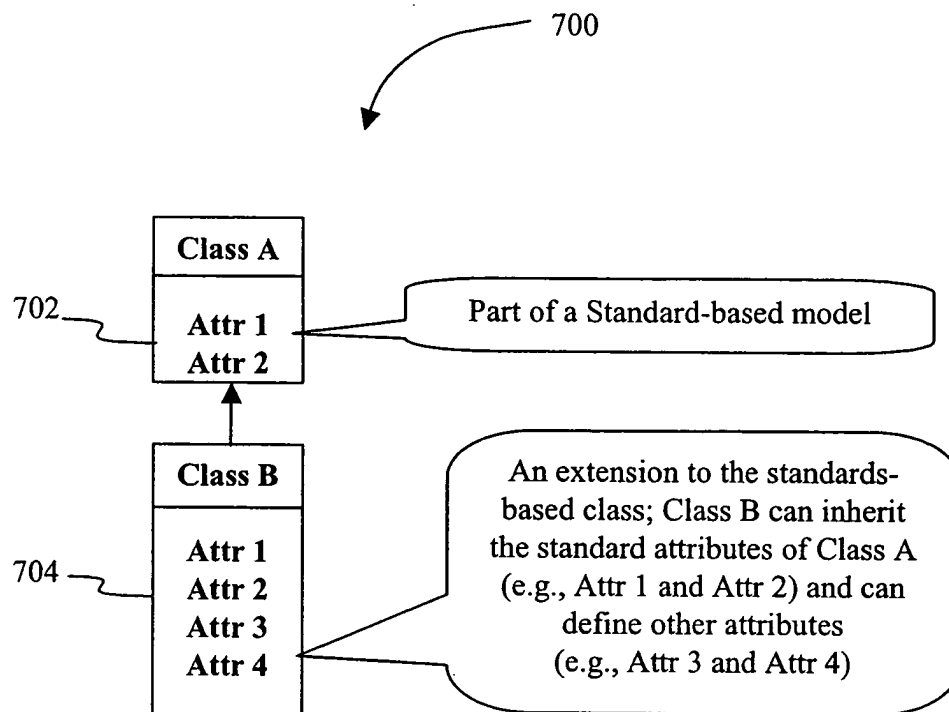 700
Class A
702
Attr 1
Attr 2
Part of a Standard-based model
Class B
704
Attr 1
Attr 2
Attr 3
Attr 4
An extension to the standards-
based class; Class B can inherit
the standard attributes of Class A
(e.g., Attr 1 and Attr 2) and can
define other attributes
(e.g., Attr 3 and Attr 4)